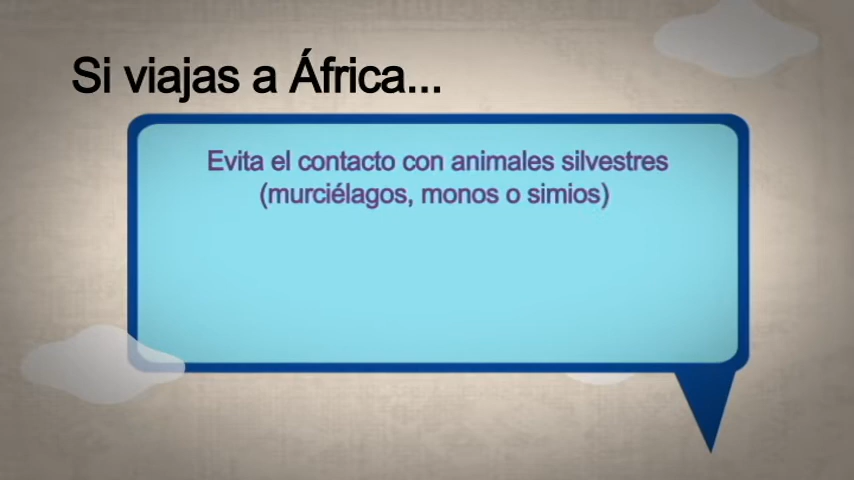 Si viajas a África...
Evita el contacto con animales silvestres
(murciélagos, monos o simios)